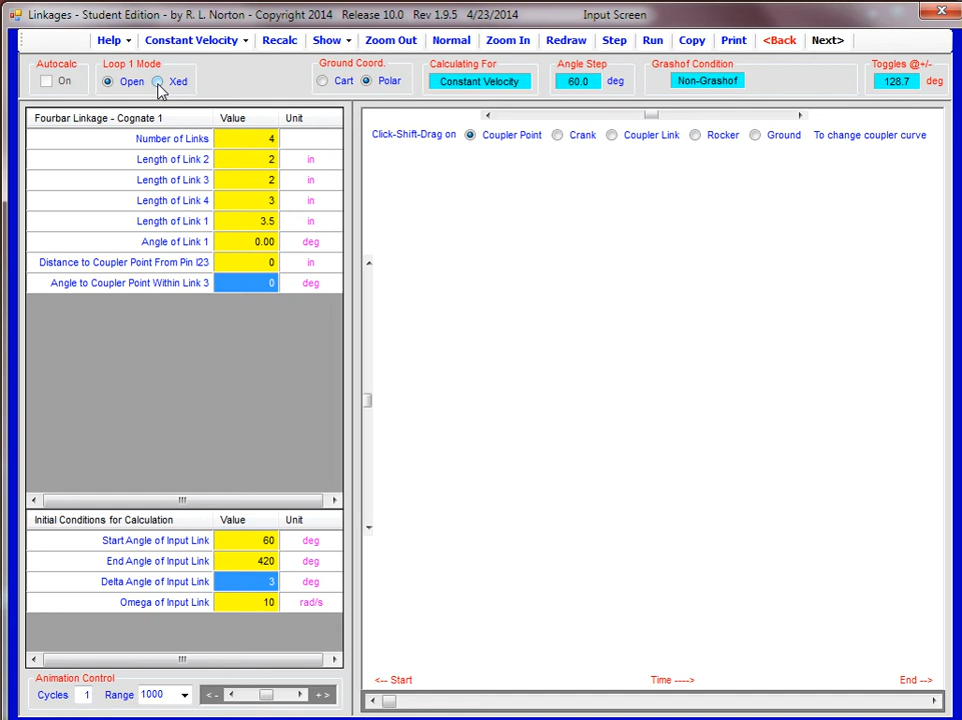 Linkages - Student Edition - by R. L. Norton - Copyright 2014 Release 10.0 Rev 1.9.5 4/23/2014 Input Screen
Help Constant Velocity Recalc Show Zoom Out Normal Zoom In Redraw Step Run Copy Print <Back Next>
Autocalc Loop 1 Mode Ground Coord. Calculating For Angle Step Grashof Condition Toggles @+/-
On Open Xed Cart Polar Constant Velocity 60.0 deg Non-Grashof 128.7 deg
Fourbar Linkage - Cognate 1 Value Unit
Number of Links 4
Length of Link 2 2 in
Length of Link 3 2 in
Length of Link 4 3 in
Length of Link 1 3.5 in
Angle of Link 1 0.00 deg
Distance to Coupler Point From Pin I23 0 in
Angle to Coupler Point Within Link 3 0 deg
Click-Shift-Drag on Coupler Point Crank Coupler Link Rocker Ground To change coupler curve
Initial Conditions for Calculation Value Unit
Start Angle of Input Link 60 deg
End Angle of Input Link 420 deg
Delta Angle of Input Link 3 deg
Omega of Input Link 10 rad/s
<-- Start Time ----> End -->
Animation Control
Cycles 1 Range 1000 < - + >